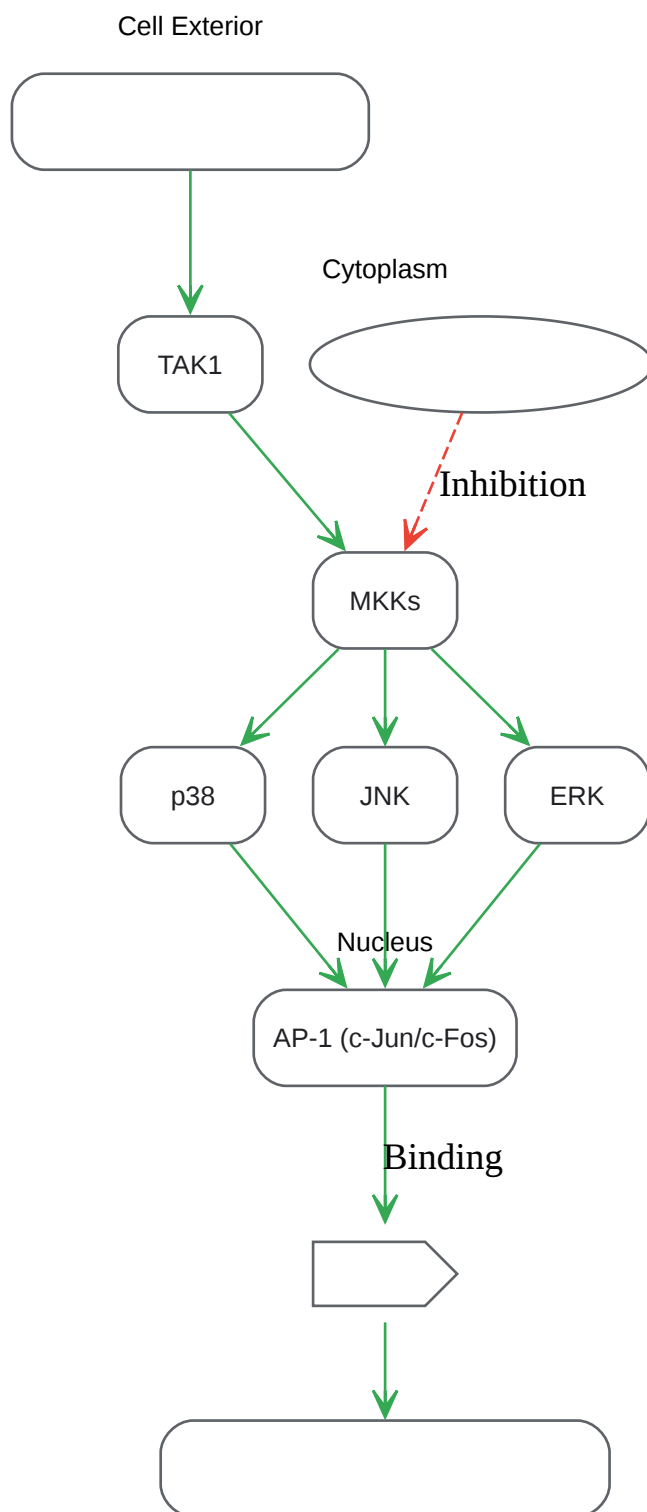 Cell Exterior
Cytoplasm
TAK1
Inhibition
MKKs
p38
JNK
ERK
Nucleus
AP-1 (c-Jun/c-Fos)
Binding